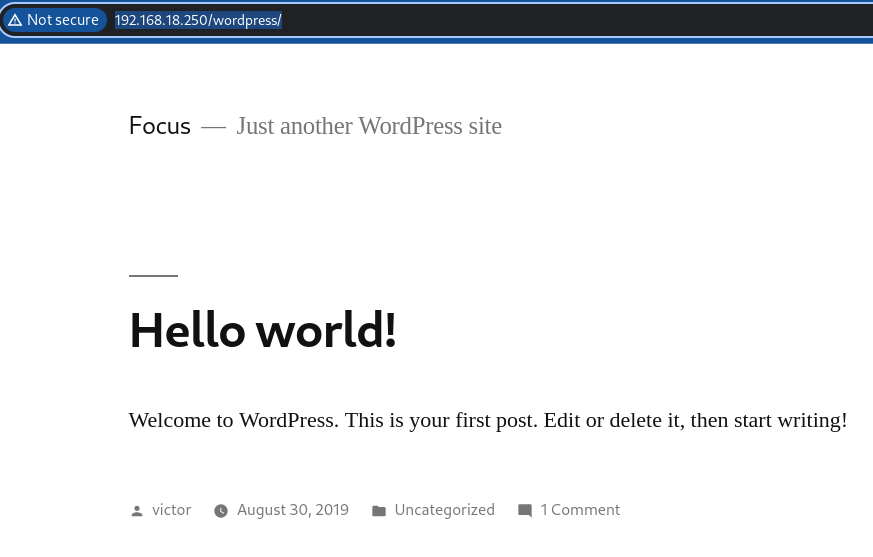 Not secure 192.168.18.250/wordpress/
Focus — Just another WordPress site
Hello world!
Welcome to WordPress. This is your first post. Edit or delete it, then start writing!
victor August 30, 2019 Uncategorized 1 Comment